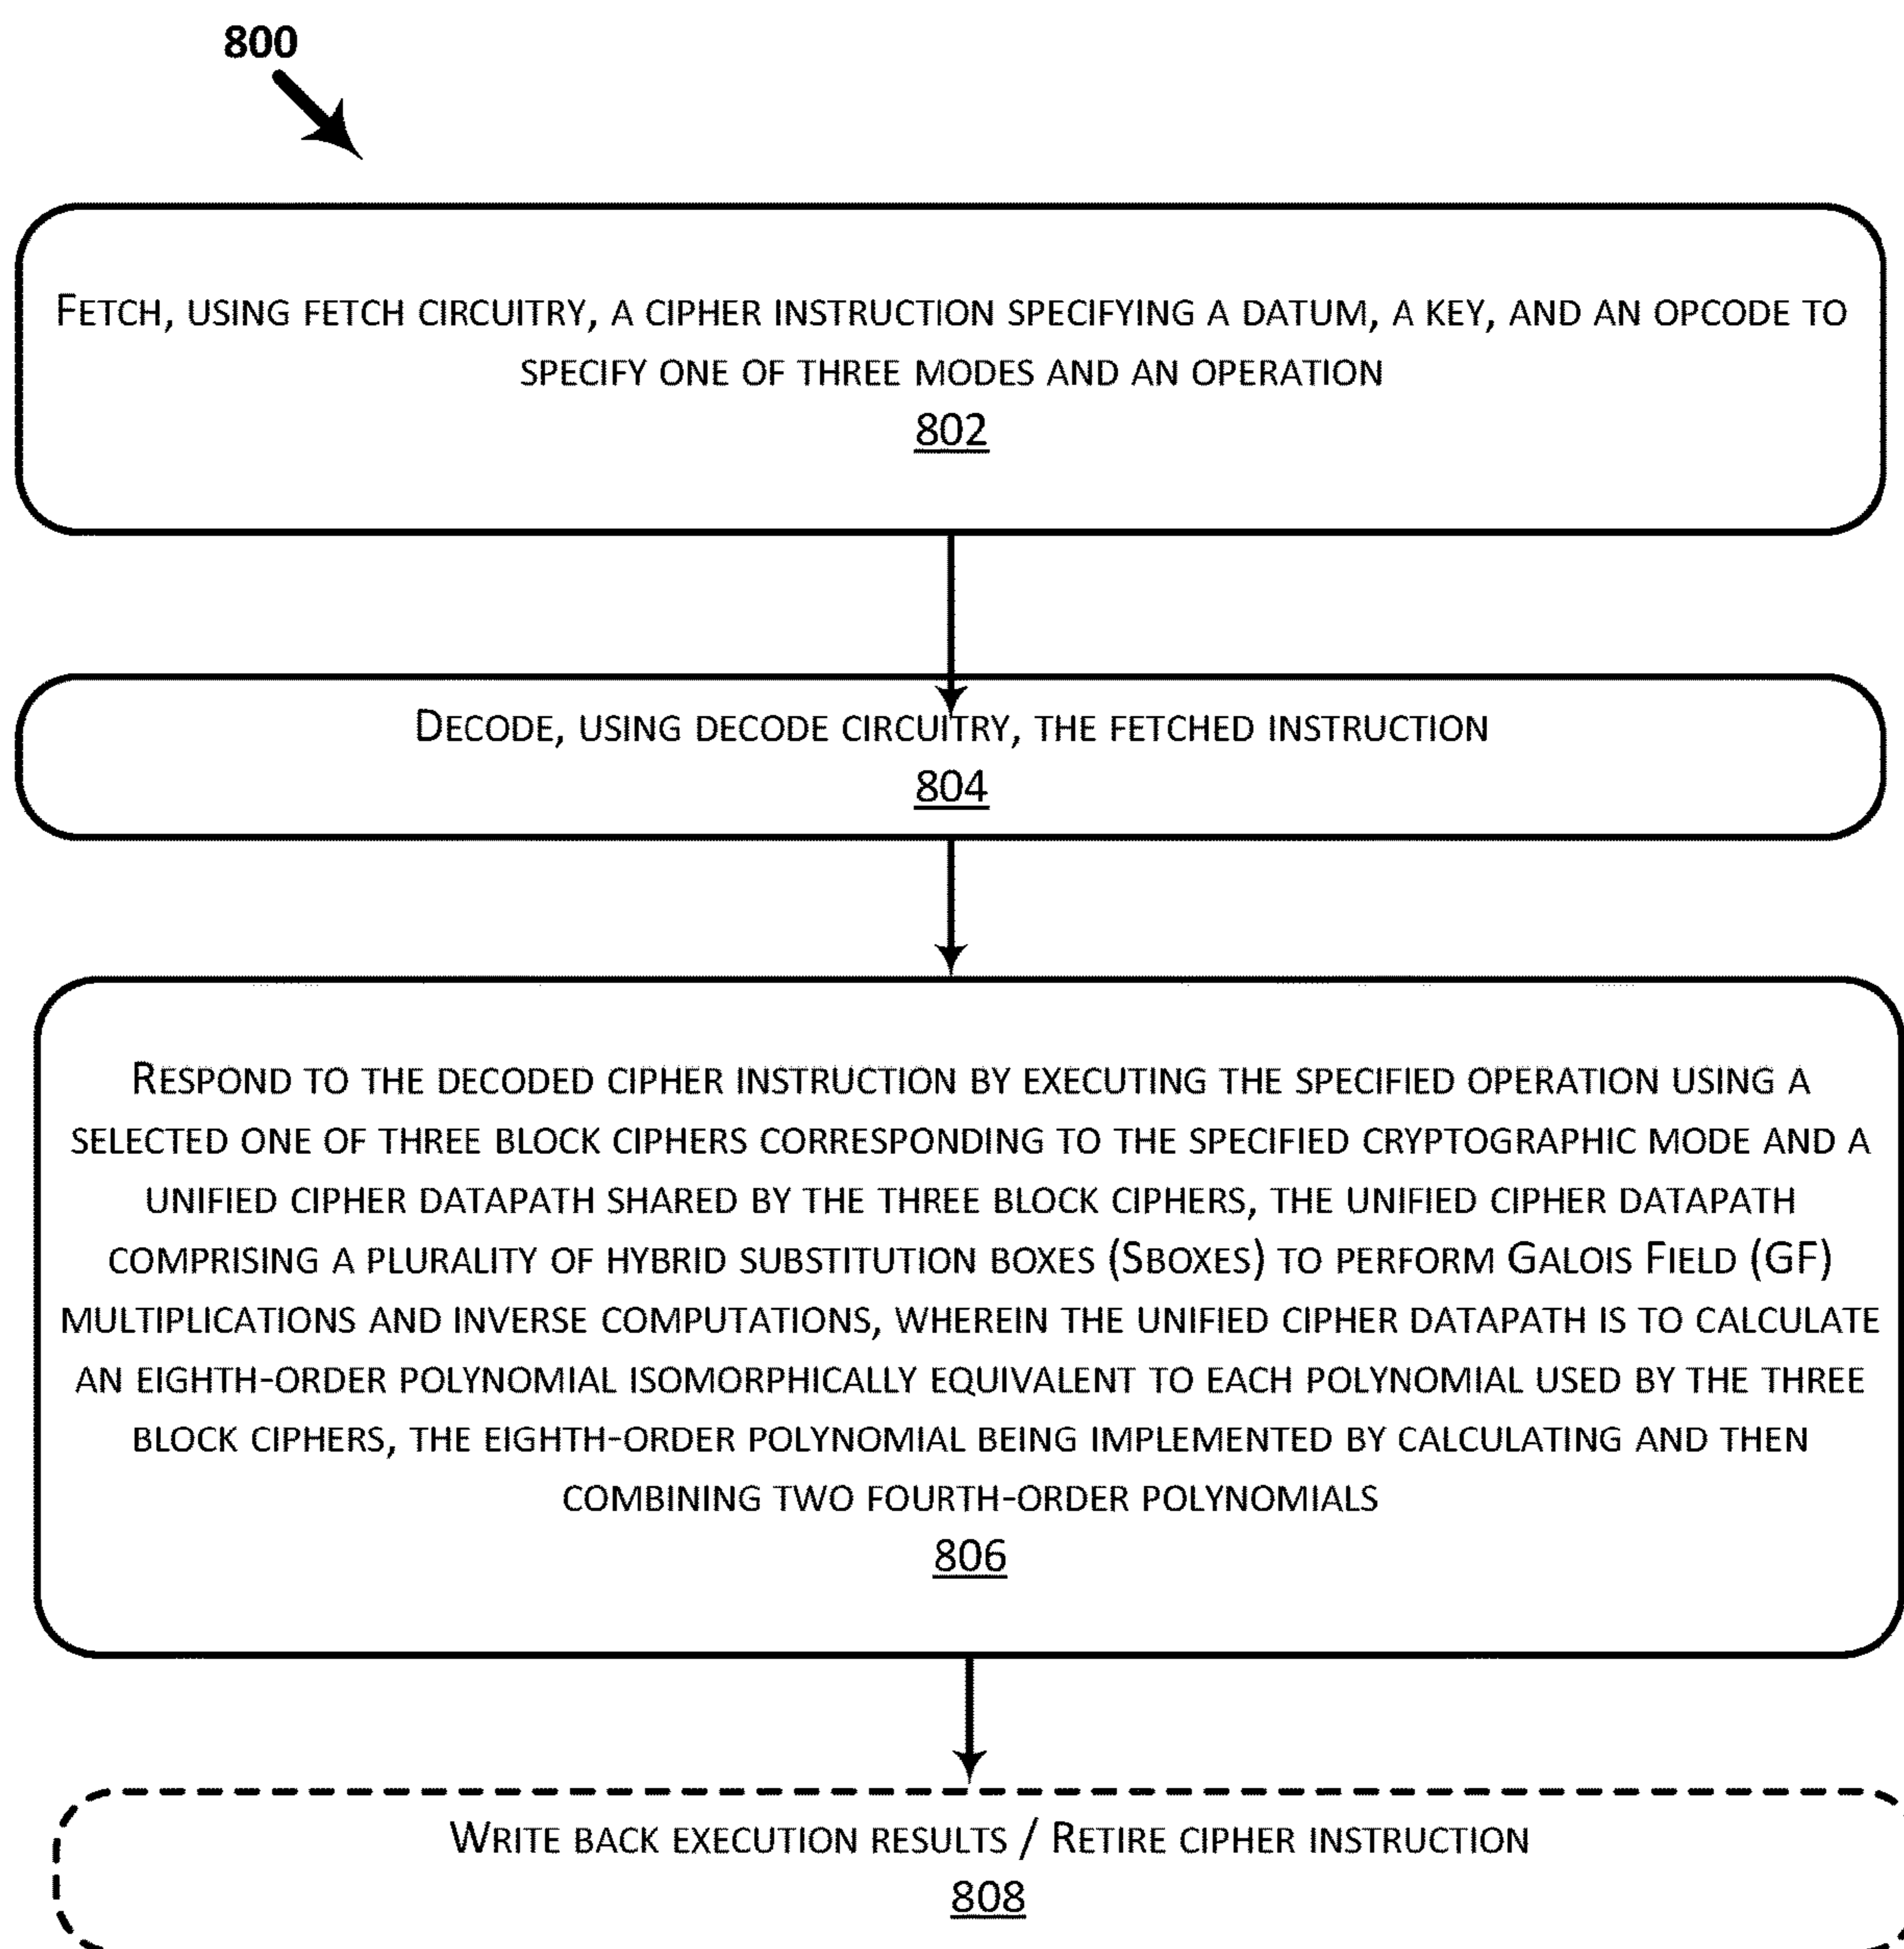 800
FETCH, USING FETCH CIRCUITRY, A CIPHER INSTRUCTION SPECIFYING A DATUM, A KEY, AND AN OPCODE TO
SPECIFY ONE OF THREE MODES AND AN OPERATION
802
DECODE, USING DECODE CIRCUITRY, THE FETCHED INSTRUCTION
804
RESPOND TO THE DECODED CIPHER INSTRUCTION BY EXECUTING THE SPECIFIED OPERATION USING A
SELECTED ONE OF THREE BLOCK CIPHERS CORRESPONDING TO THE SPECIFIED CRYPTOGRAPHIC MODE AND A
UNIFIED CIPHER DATAPATH SHARED BY THE THREE BLOCK CIPHERS, THE UNIFIED CIPHER DATAPATH
COMPRISING A PLURALITY OF HYBRID SUBSTITUTION BOXES (SBOXES) TO PERFORM GALOIS FIELD (GF)
MULTIPLICATIONS AND INVERSE COMPUTATIONS, WHEREIN THE UNIFIED CIPHER DATAPATH IS TO CALCULATE
AN EIGHTH-ORDER POLYNOMIAL ISOMORPHICALLY EQUIVALENT TO EACH POLYNOMIAL USED BY THE THREE
BLOCK CIPHERS, THE EIGHTH-ORDER POLYNOMIAL BEING IMPLEMENTED BY CALCULATING AND THEN
COMBINING TWO FOURTH-ORDER POLYNOMIALS
806
WRITE BACK EXECUTION RESULTS / RETIRE CIPHER INSTRUCTION
808